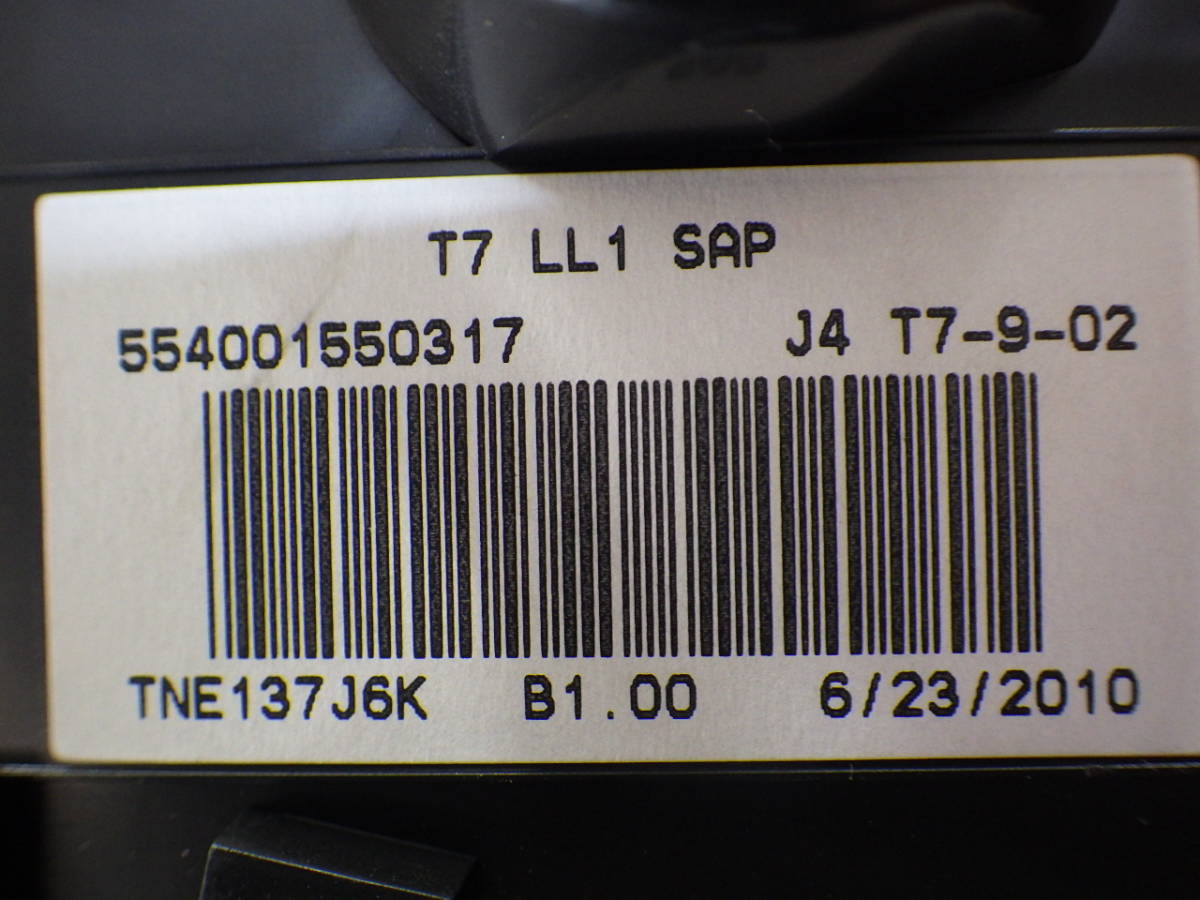 T7 LL1 SAP
554001550317 J4 T7-9-02
TNE137J6K B1.00 6/23/2010